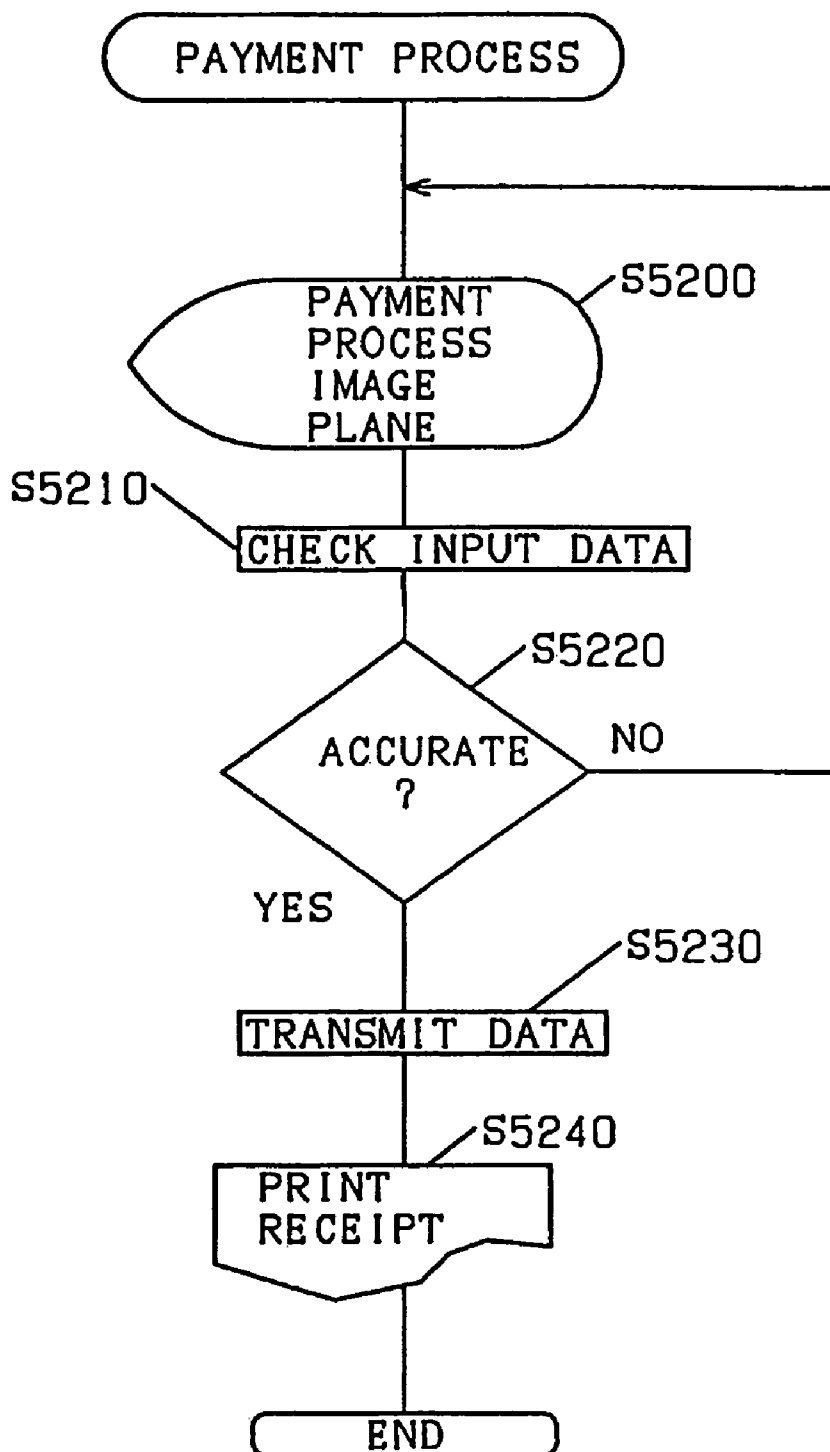 PAYMENT PROCESS
S5200
PAYMENT
PROCESS
IMAGE
PLANE
S5210
CHECK INPUT DATA
S5220
ACCURATE
?
NO
YES
S5230
TRANSMIT DATA
S5240
PRINT
RECEIPT
END